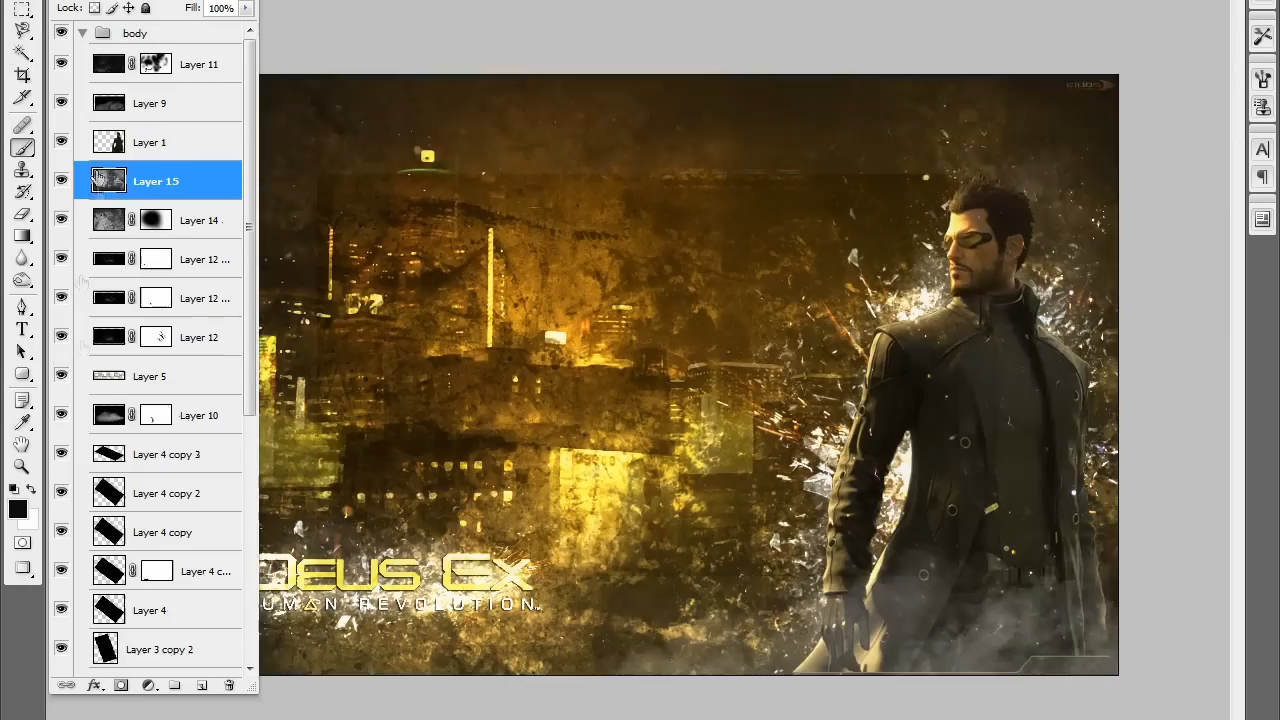 Lock:
Fill: 100%
body
Layer 11
Layer 9
Layer 1
Layer 15
Layer 14
Layer 12 ...
Layer 12 ...
Layer 12
Layer 5
Layer 10
Layer 4 copy 3
Layer 4 copy 2
Layer 4 copy
Layer 4 c...
Layer 4
Layer 3 copy 2
eidos
DEUS EX
UMAN REVOLUTION